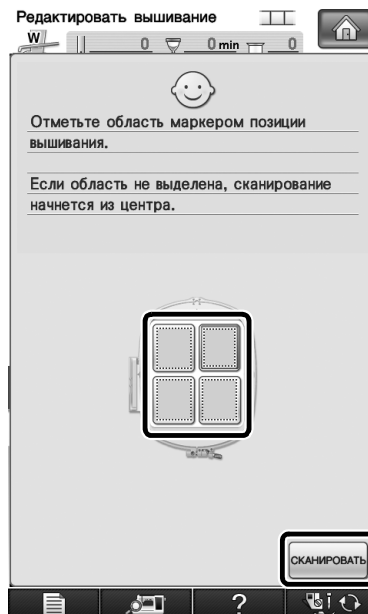 Редактировать вышивание
W 0 0 min 0
Отметьте область маркером позиции
вышивания.
Если область не выделена, сканирование
начнется из центра.
СКАНИРОВАТЬ
?